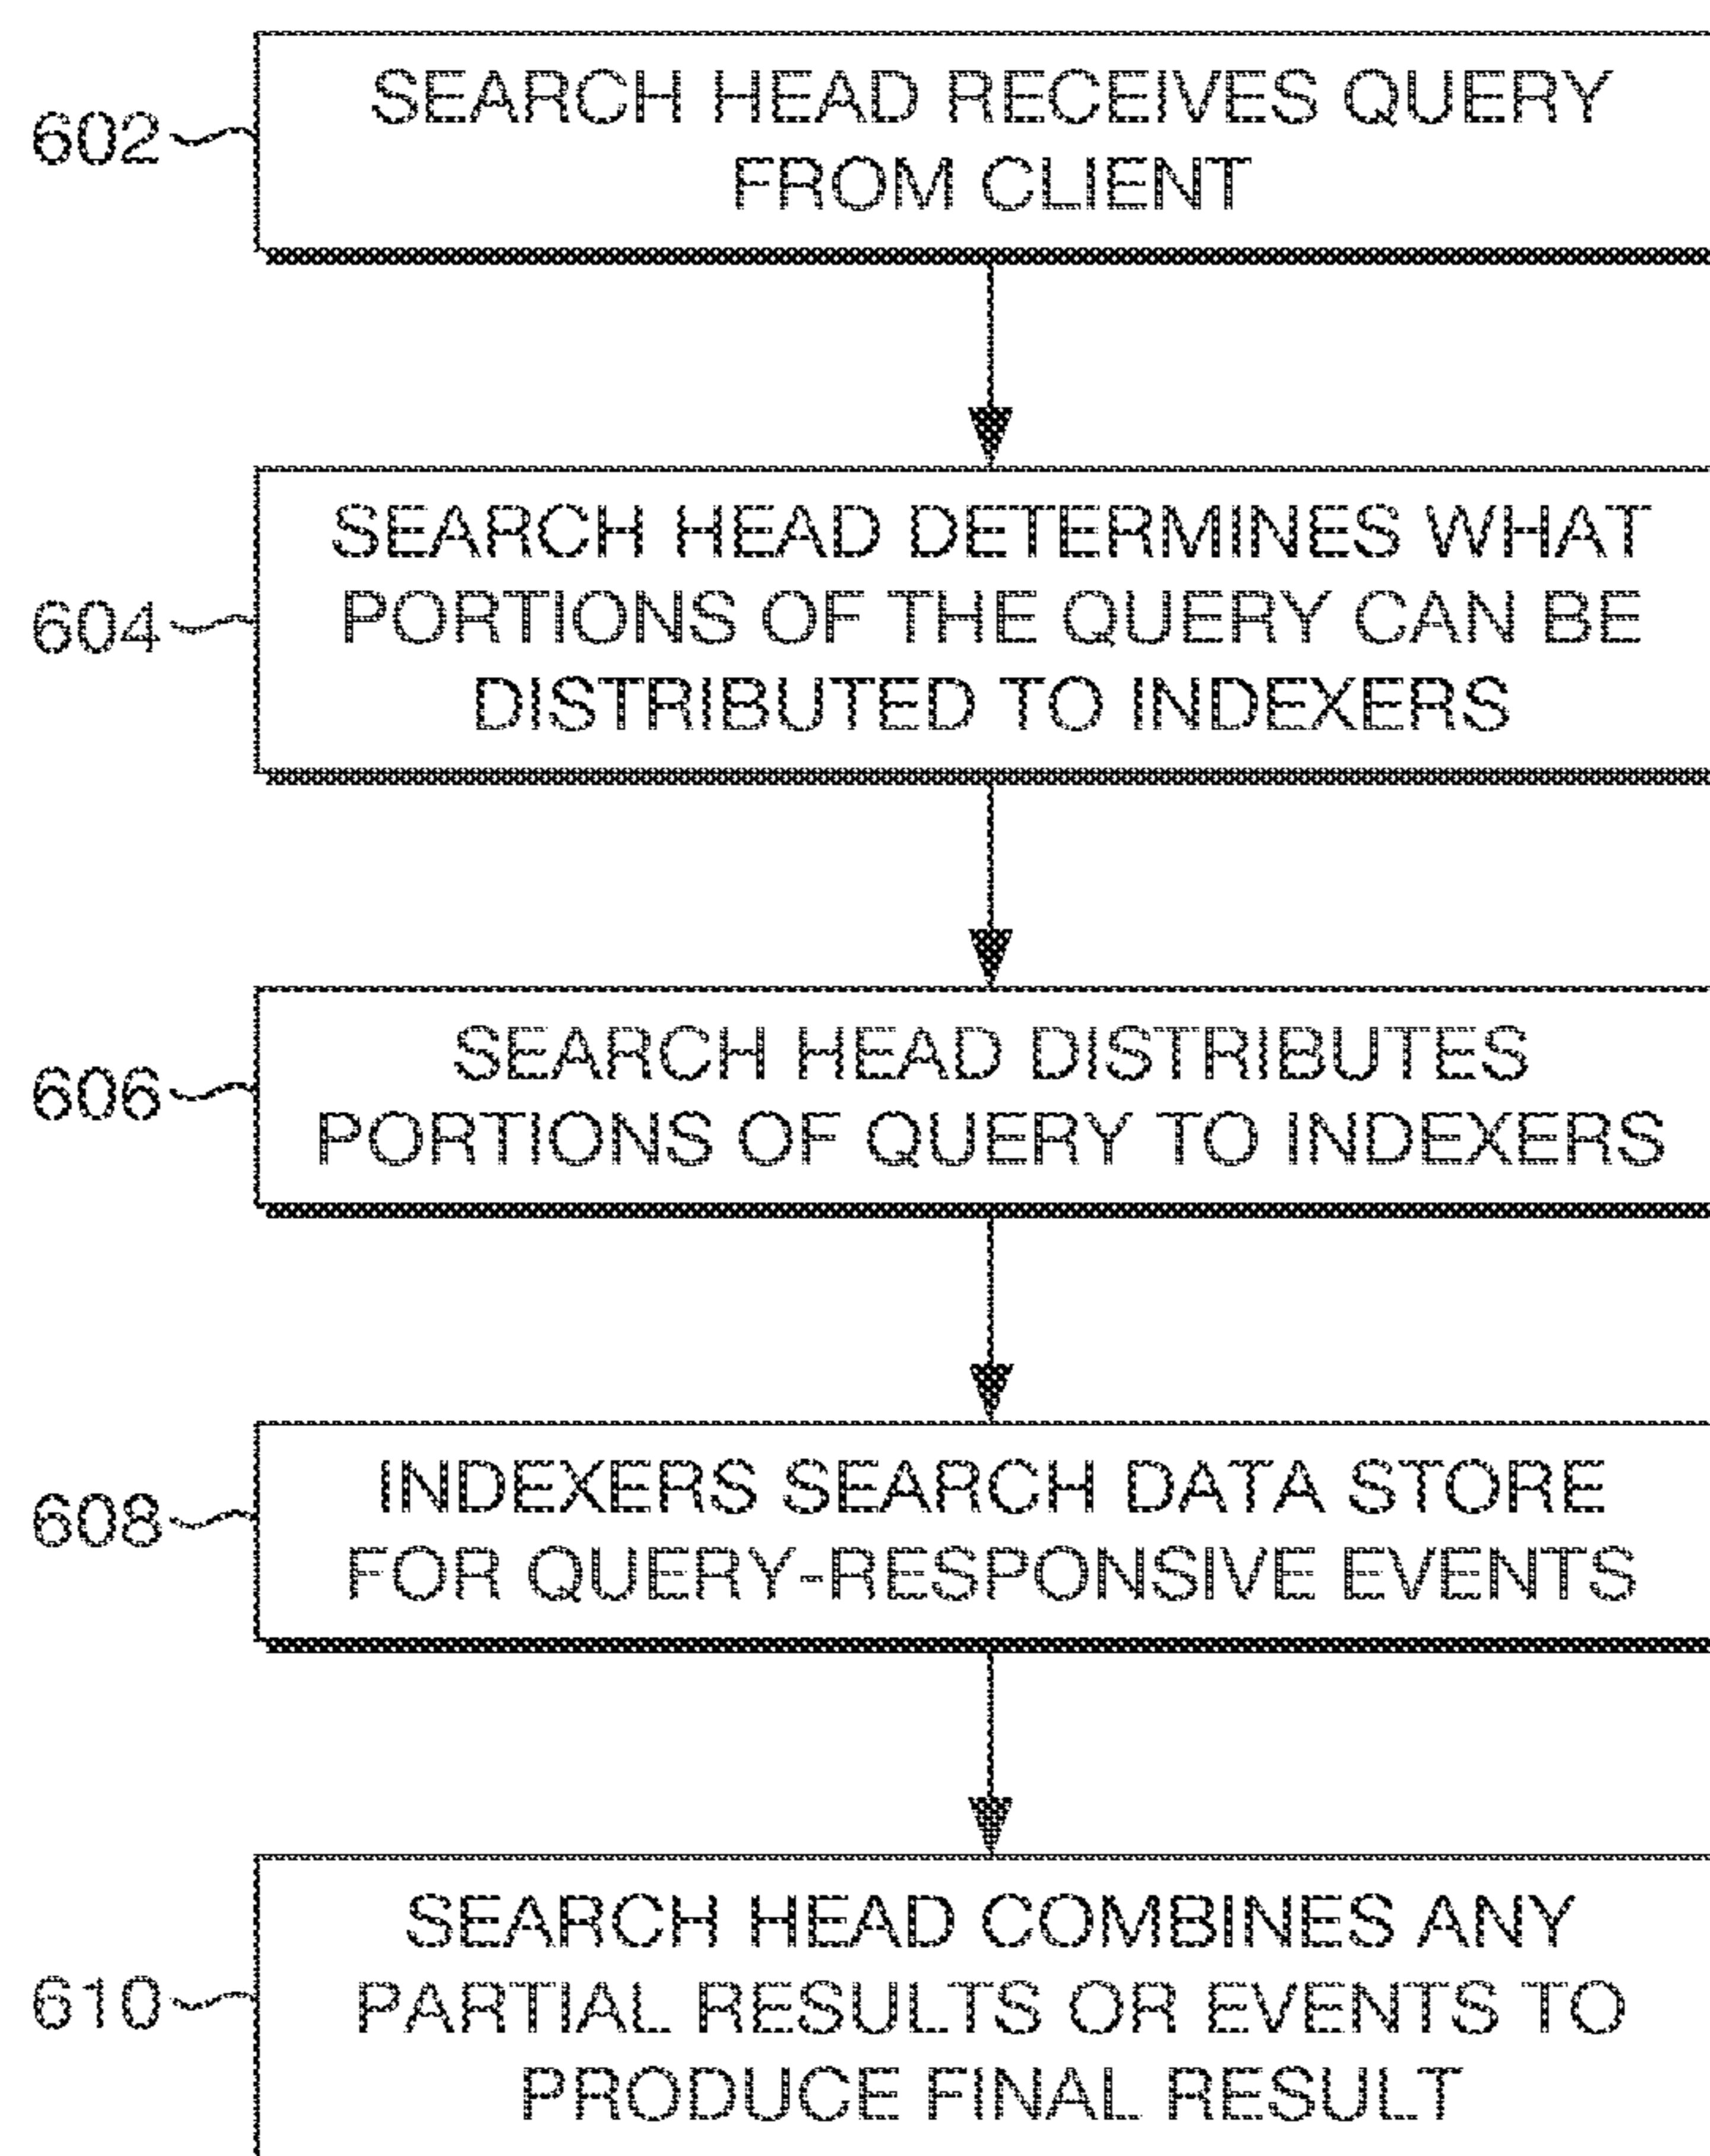 602
SEARCH HEAD RECEIVES QUERY
FROM CLIENT
604
SEARCH HEAD DETERMINES WHAT
PORTIONS OF THE QUERY CAN BE
DISTRIBUTED TO INDEXERS
606
SEARCH HEAD DISTRIBUTES
PORTIONS OF QUERY TO INDEXERS
608
INDEXERS SEARCH DATA STORE
FOR QUERY-RESPONSIVE EVENTS
610
SEARCH HEAD COMBINES ANY
PARTIAL RESULTS OR EVENTS TO
PRODUCE FINAL RESULT